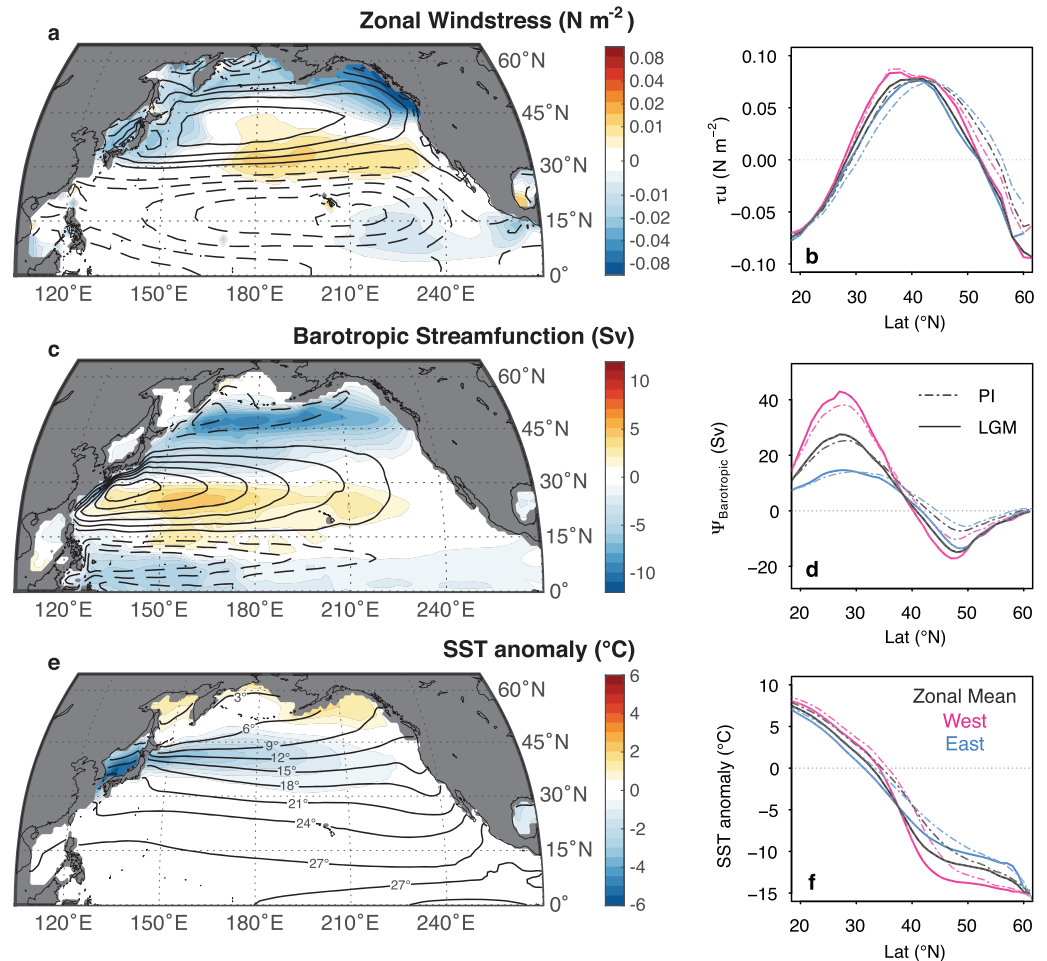 a
Zonal Windstress (N m-2)
60°N
45°N
30°N
15°N
0°
120°E 150°E 180°E 210°E 240°E
0.08
0.04
0.02
0.01
0
-0.01
-0.02
-0.04
-0.08
τu (N m−2)
0.10
0.05
0.00
−0.05
−0.10
b
20 30 40 50 60
Lat (°N)
c
Barotropic Streamfunction (Sv)
60°N
45°N
30°N
15°N
0°
120°E 150°E 180°E 210°E 240°E
10
5
0
-5
-10
ΨBarotropic (Sv)
40
20
0
−20
PI
LGM
d
20 30 40 50 60
Lat (°N)
e
SST anomaly (°C)
60°N
45°N
30°N
15°N
0°
3°
6°
9°
12°
15°
18°
21°
24°
27°
27°
120°E 150°E 180°E 210°E 240°E
6
4
2
0
-2
-4
-6
SST anomaly (°C)
10
5
0
−5
−10
−15
Zonal Mean
West
East
f
20 30 40 50 60
Lat (°N)